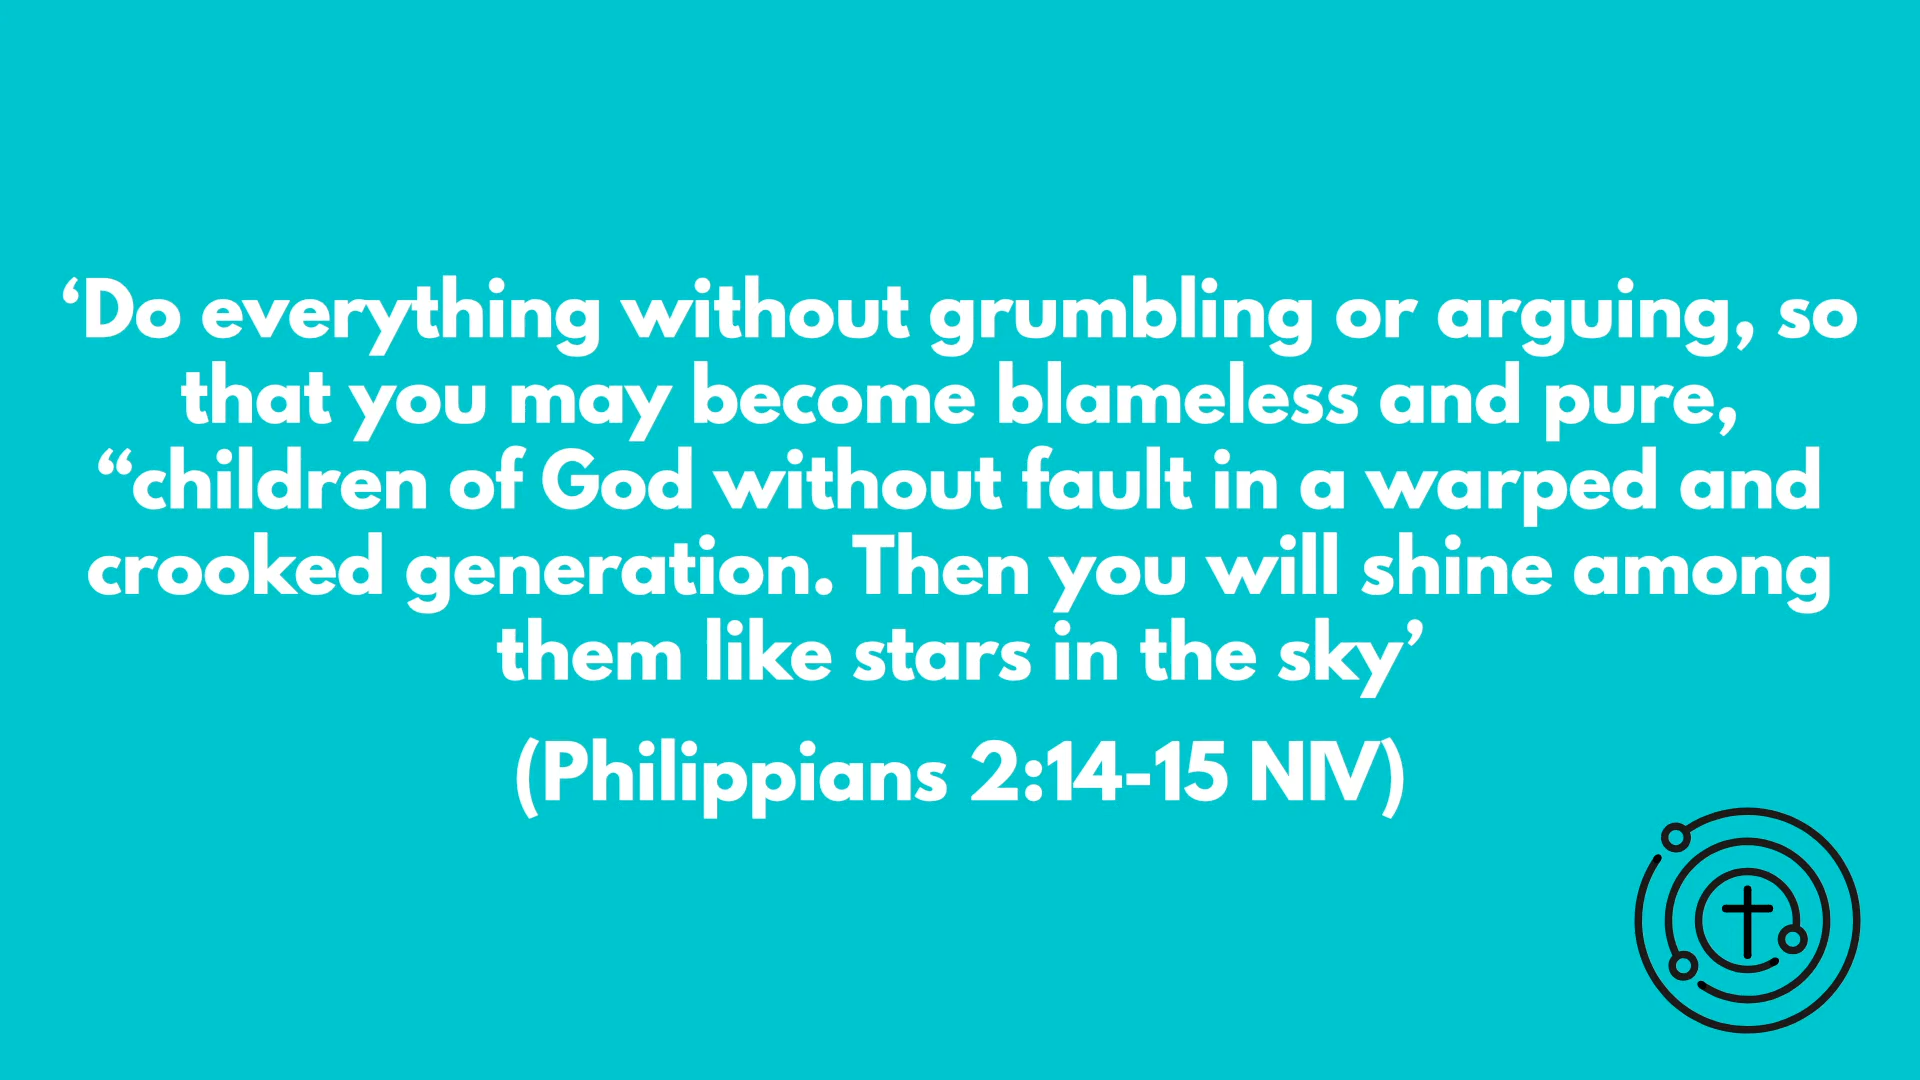 ‘Do everything without grumbling or arguing, so
that you may become blameless and pure,
“children of God without fault in a warped and
crooked generation. Then you will shine among
them like stars in the sky’
(Philippians 2:14-15 NIV)